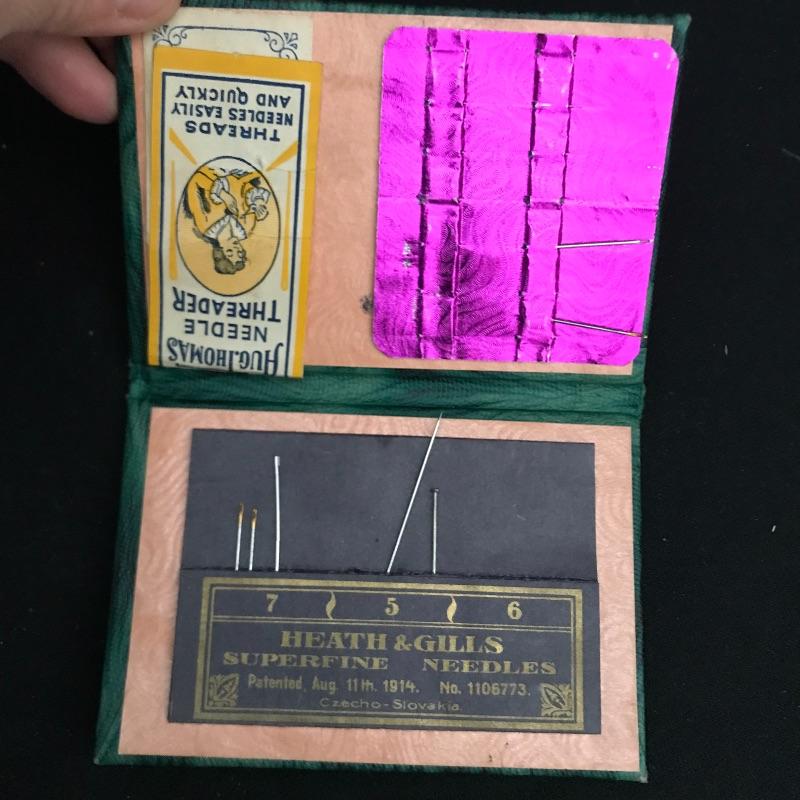 HUG. THOMAS,
NEEDLE
THREADER
THREADS
NEEDLES EASILY
AND QUICKLY
7 5 6
HEATH & GILLS
SUPERFINE NEEDLES
Patented, Aug. 11th. 1914. No. 1106773.
Czecho-Slovakia.